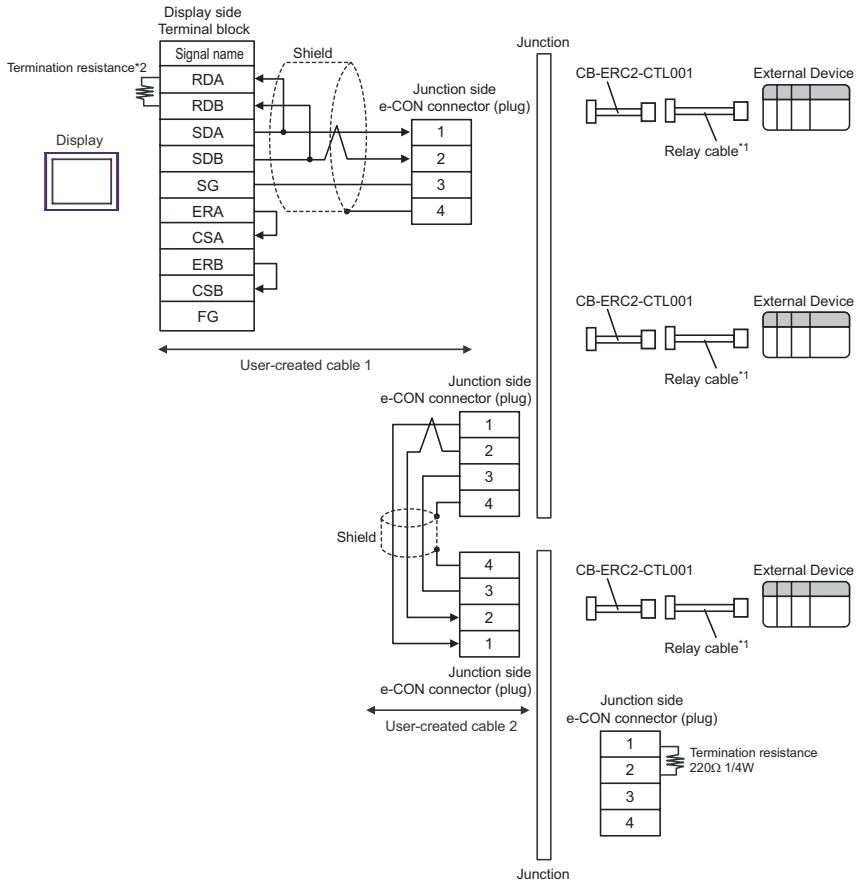 Display side
Terminal block
Signal name
RDA
RDB
SDA
SDB
SG
ERA
CSA
ERB
CSB
FG
Termination resistance*2
Display
Shield
Junction side
e-CON connector (plug)
1
2
3
4
User-created cable 1
Junction
CB-ERC2-CTL001
External Device
Relay cable*1
CB-ERC2-CTL001
External Device
Relay cable*1
Junction side
e-CON connector (plug)
1
2
3
4
Shield
4
3
2
1
Junction side
e-CON connector (plug)
User-created cable 2
CB-ERC2-CTL001
External Device
Relay cable*1
Junction side
e-CON connector (plug)
1
2
3
4
Termination resistance
220Ω 1/4W
Junction